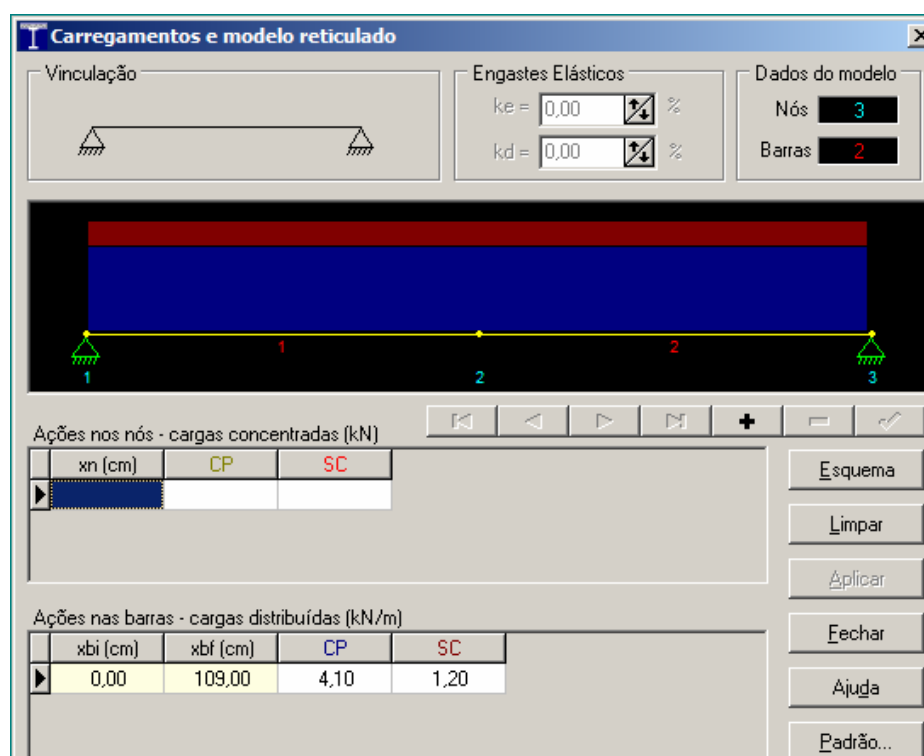 Carregamentos e modelo reticulado
Vinculação
Engastes Elásticos
ke = 0,00 %
kd = 0,00 %
Dados do modelo
Nós 3
Barras 2
1 2
1 2 3
Ações nos nós - cargas concentradas (kN)
xn (cm) CP SC
Esquema
Limpar
Aplicar
Fechar
Ajuda
Padrão...
Ações nas barras - cargas distribuídas (kN/m)
xbi (cm) xbf (cm) CP SC
0,00 109,00 4,10 1,20